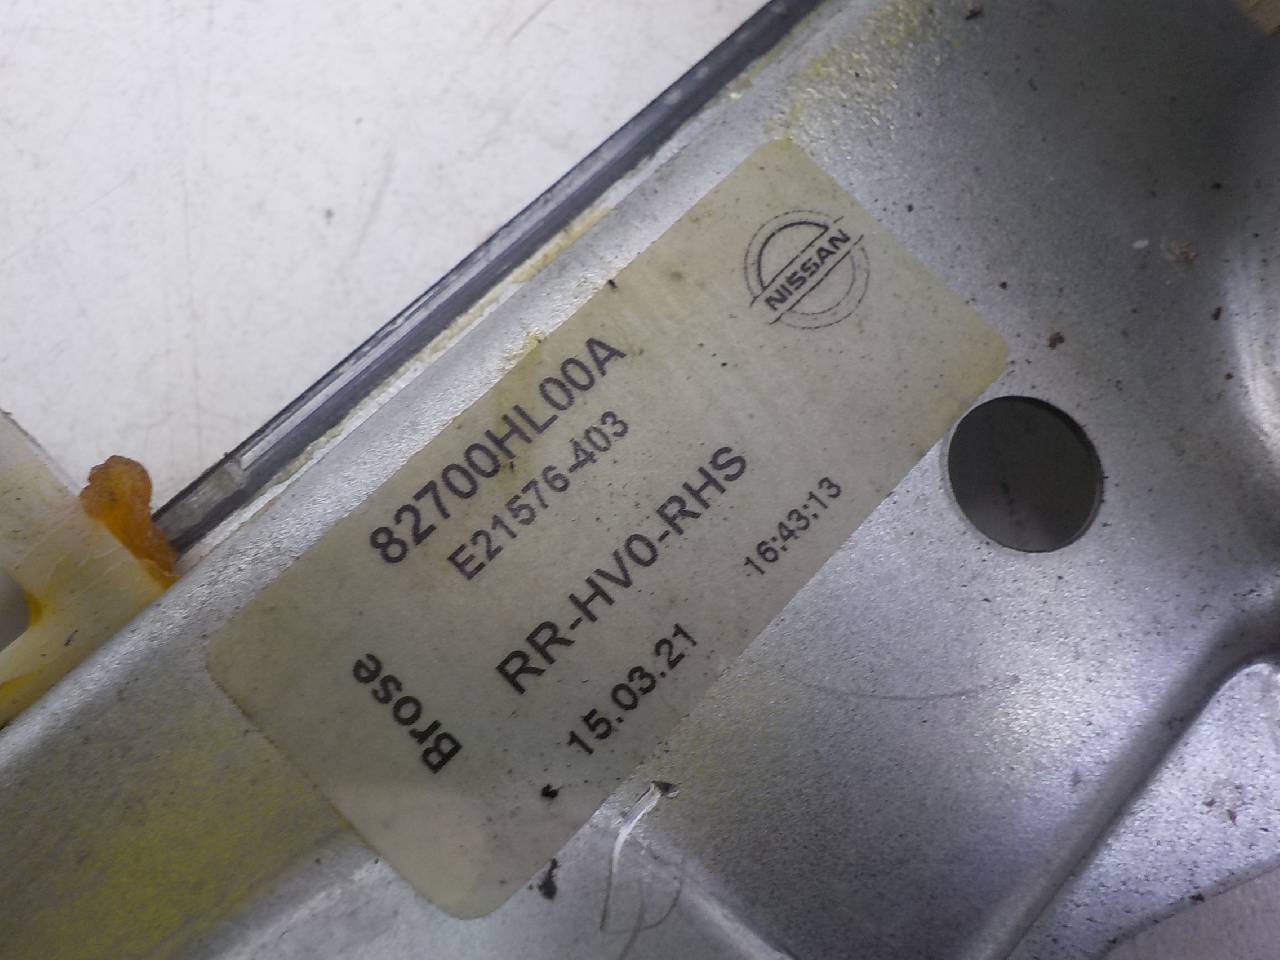 NISSAN
82700HL00A
E21576-403
RR-HV0-RHS
16:43:13
15.03.21
Brose